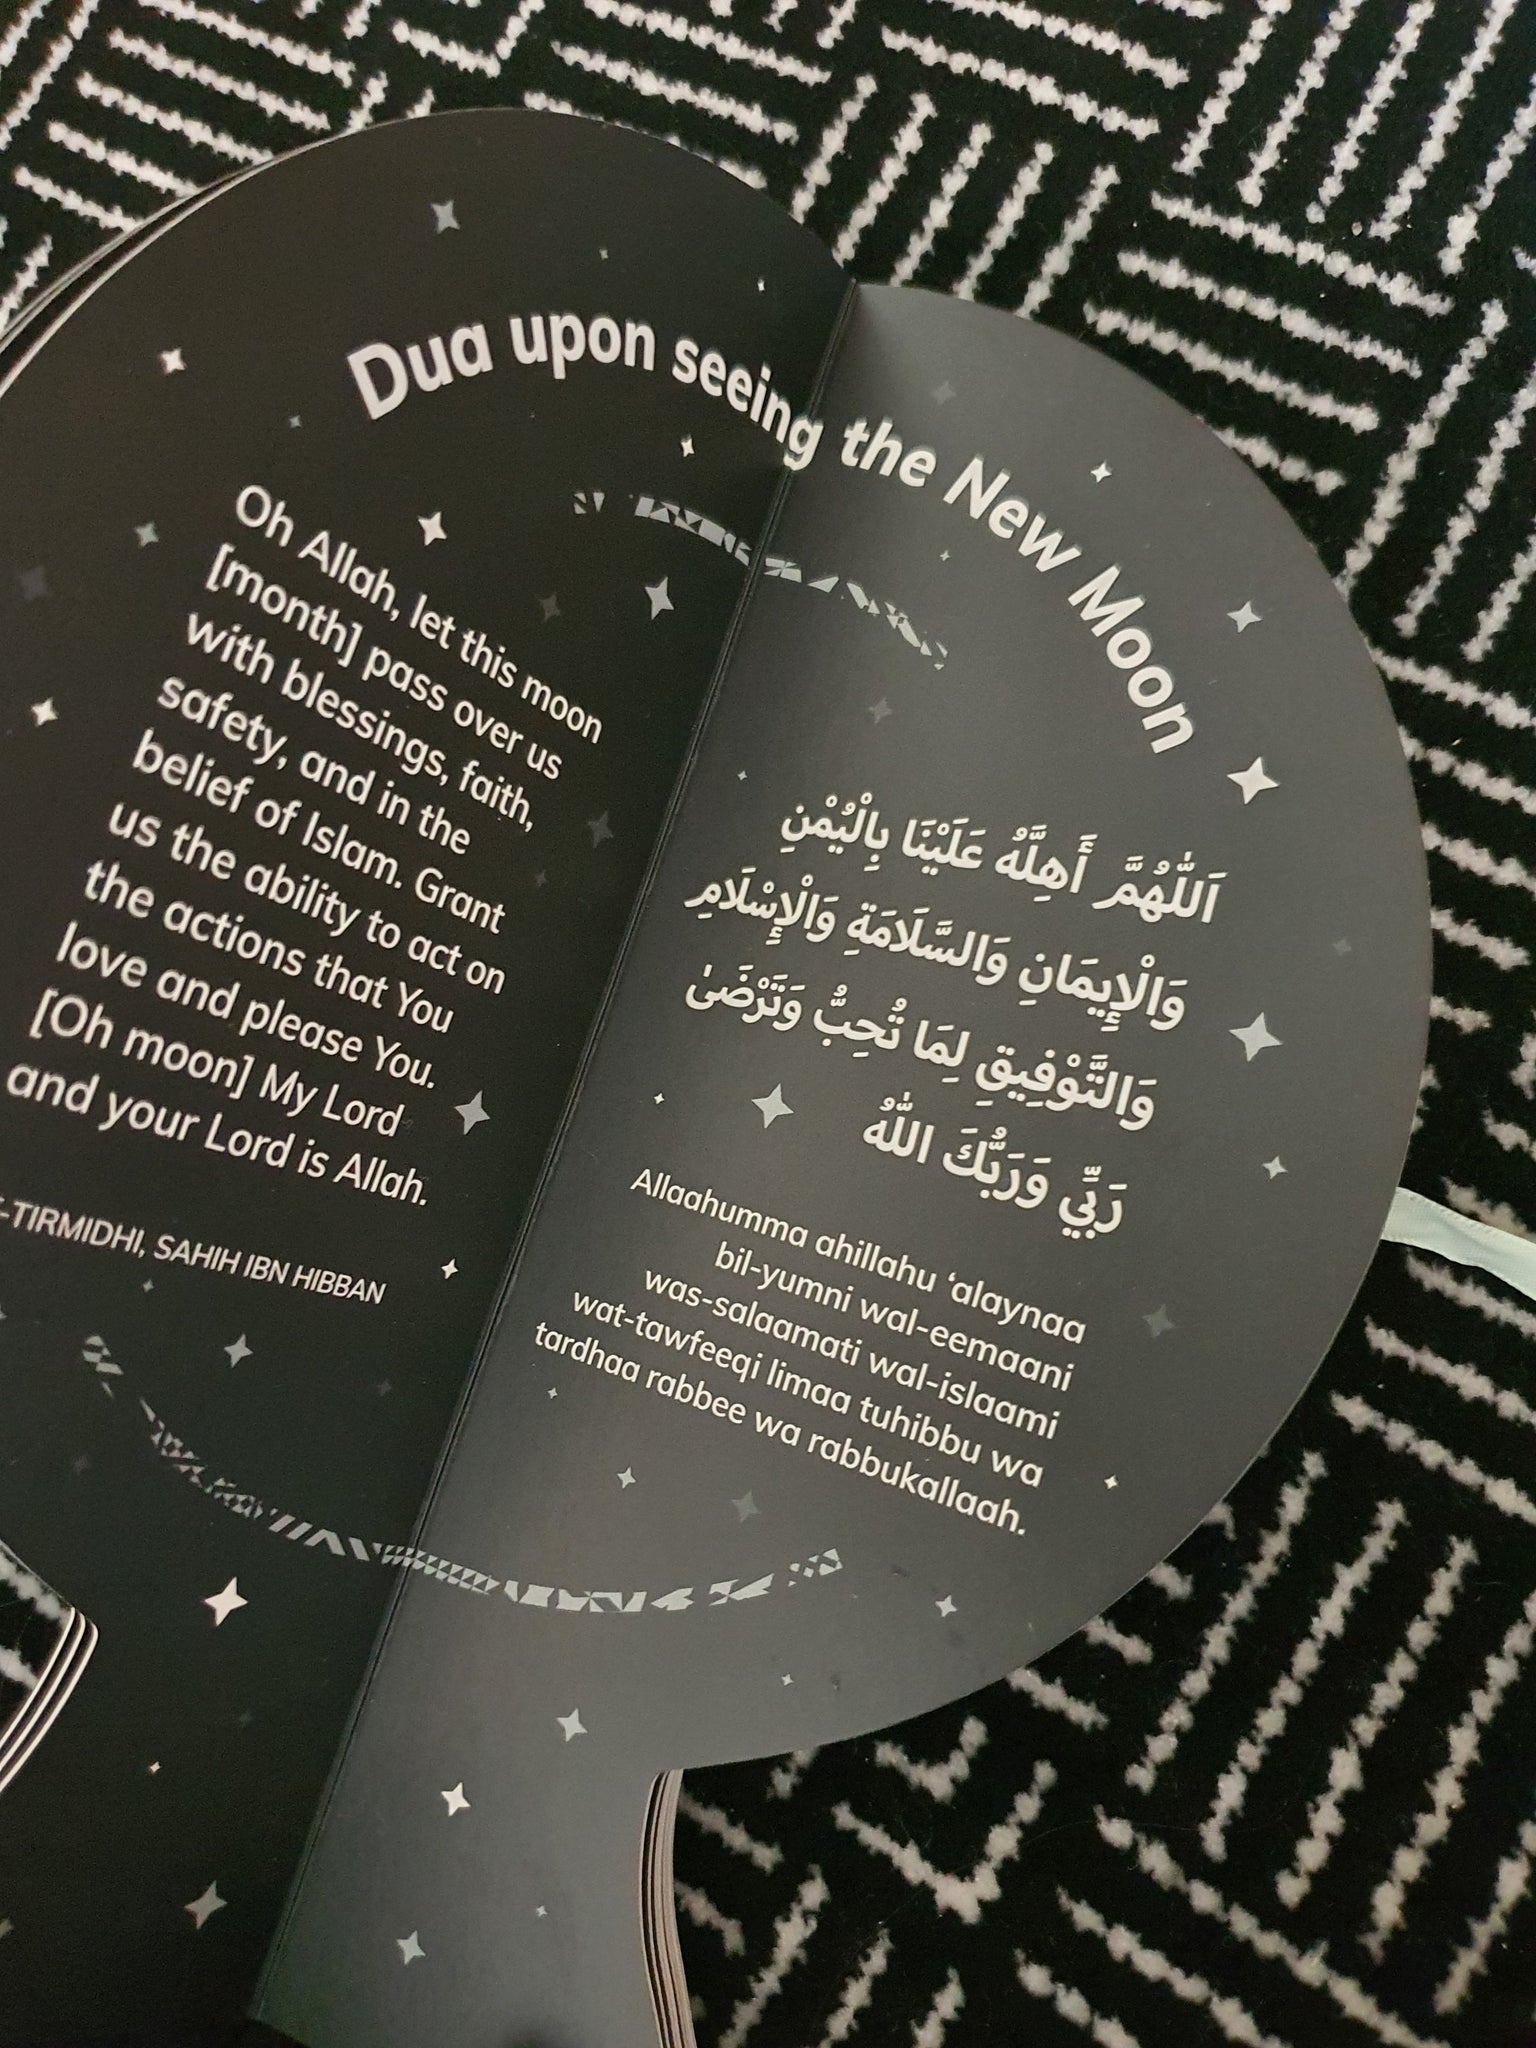 Dua upon seeing the New Moon
Oh Allah, let this moon
[month] pass over us
with blessings, faith,
safety, and in the
belief of Islam. Grant
us the ability to act on
the actions that You
love and please You.
[Oh moon] My Lord
and your Lord is Allah.
-TIRMIDHI, SAHIH IBN HIBBAN
اَللّٰهُمَّ أَهِلَّهُ عَلَيْنَا بِالْيُمْنِ
وَالْإِيمَانِ وَالسَّلَامَةِ وَالْإِسْلَامِ
وَالتَّوْفِيقِ لِمَا تُحِبُّ وَتَرْضَىٰ
رَبِّي وَرَبُّكَ اللّٰهُ
Allaahumma ahillahu ‘alaynaa
bil-yumni wal-eemaani
was-salaamati wal-islaami
wat-tawfeeqi limaa tuhibbu wa
tardhaa rabbee wa rabbukallaah.